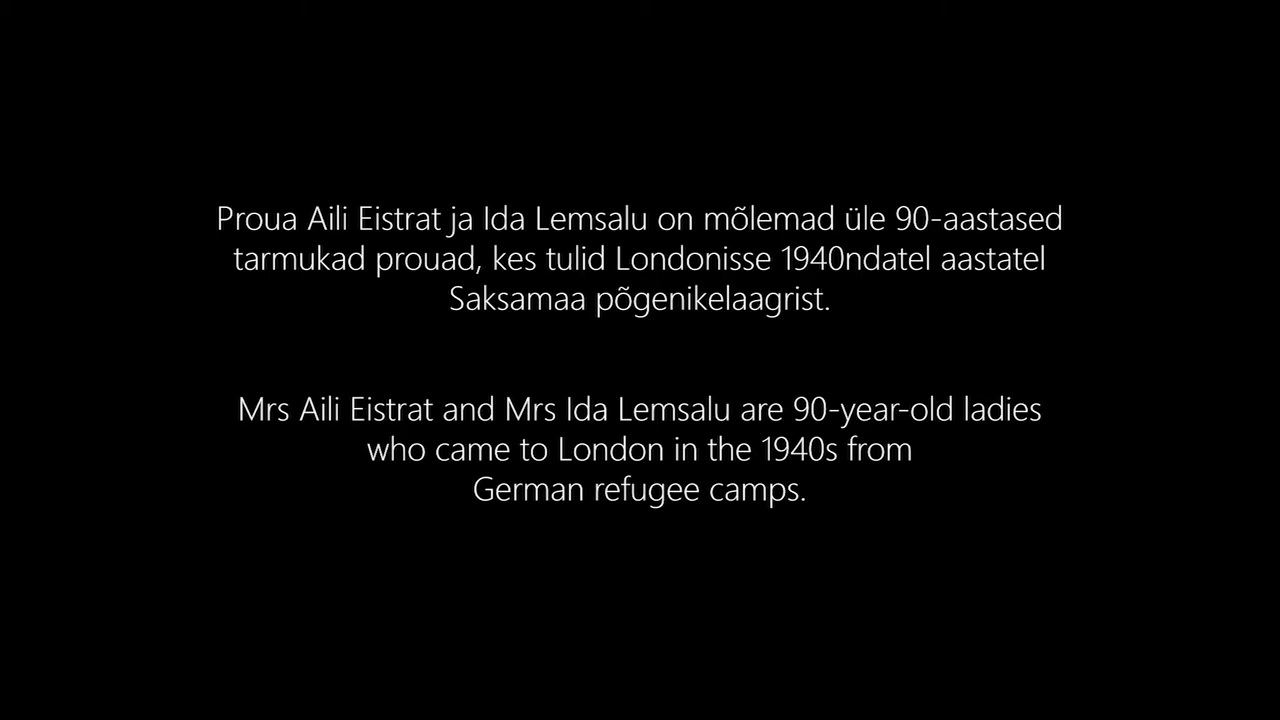 Proua Aili Eistrat ja Ida Lemsalu on mõlemad üle 90-aastased
tarmukad prouad, kes tulid Londonisse 1940ndatel aastatel
Saksamaa põgenikelaagrist.
Mrs Aili Eistrat and Mrs Ida Lemsalu are 90-year-old ladies
who came to London in the 1940s from
German refugee camps.